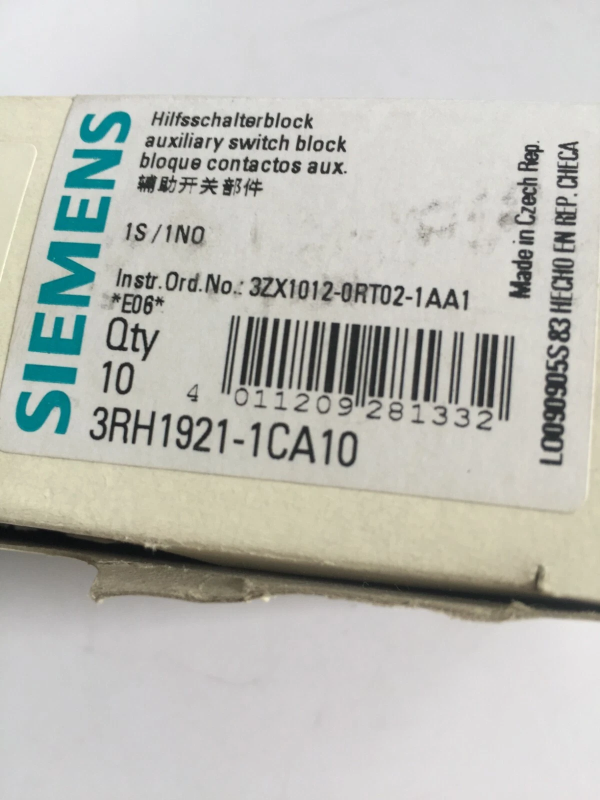 SIEMENS
Hilfsschalterblock
auxiliary switch block
bloque contactos aux.
辅助开关部件
1S/1NO
Instr.Ord.No.: 3ZX1012-0RT02-1AA1
*E06*
Qty
10
4 011209 281332
3RH1921-1CA10
Made in Czech Rep.
L0090905S 83 HECHO EN REP. CHECA